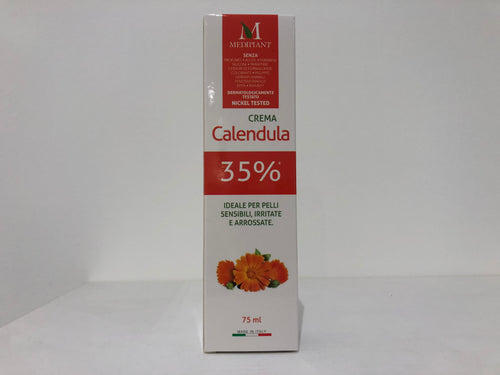 MEDIPLANT
SENZA
DERMATOLOGICAMENTE
TESTATO
NICKEL TESTED
CREMA
Calendula
35%*
IDEALE PER PELLI
SENSIBILI, IRRITATE
E ARROSSATE.
75 ml
MADE IN ITALY